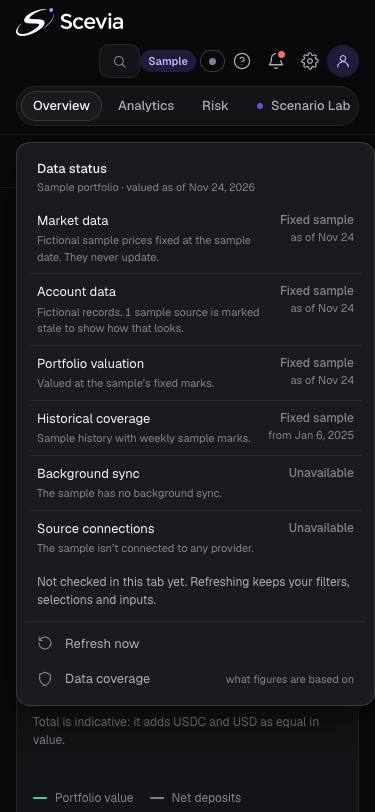 Scevia
Sample
Overview
Analytics
Risk
Scenario Lab
Data status
Sample portfolio · valued as of Nov 24, 2026
Market data
Fixed sample
Fictional sample prices fixed at the sample
as of Nov 24
date. They never update.
Account data
Fixed sample
Fictional records. 1 sample source is marked
as of Nov 24
stale to show how that looks.
Portfolio valuation
Fixed sample
Valued at the sample's fixed marks.
as of Nov 24
Historical coverage
Fixed sample
Sample history with weekly sample marks.
from Jan 6, 2025
Background sync
Unavailable
The sample has no background sync.
Source connections
Unavailable
The sample isn't connected to any provider.
Not checked in this tab yet. Refreshing keeps your filters,
selections and inputs.
Refresh now
Data coverage
what figures are based on
Total is indicative: it adds USDC and USD as equal in
value.
Portfolio value
Net deposits